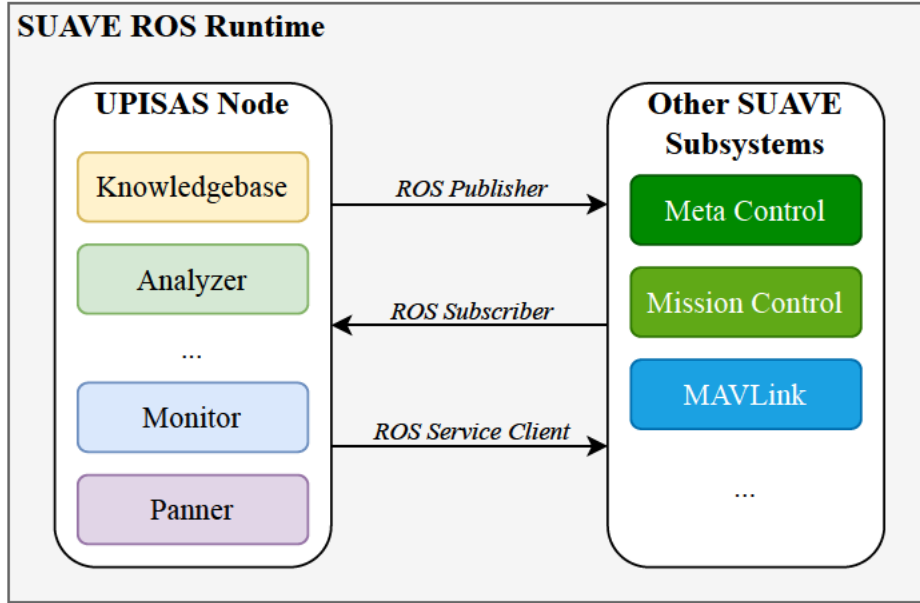 SUAVE ROS Runtime
UPISAS Node
Knowledgebase
Analyzer
...
Monitor
Panner
ROS Publisher
ROS Subscriber
ROS Service Client
Other SUAVE
Subsystems
Meta Control
Mission Control
MAVLink
...